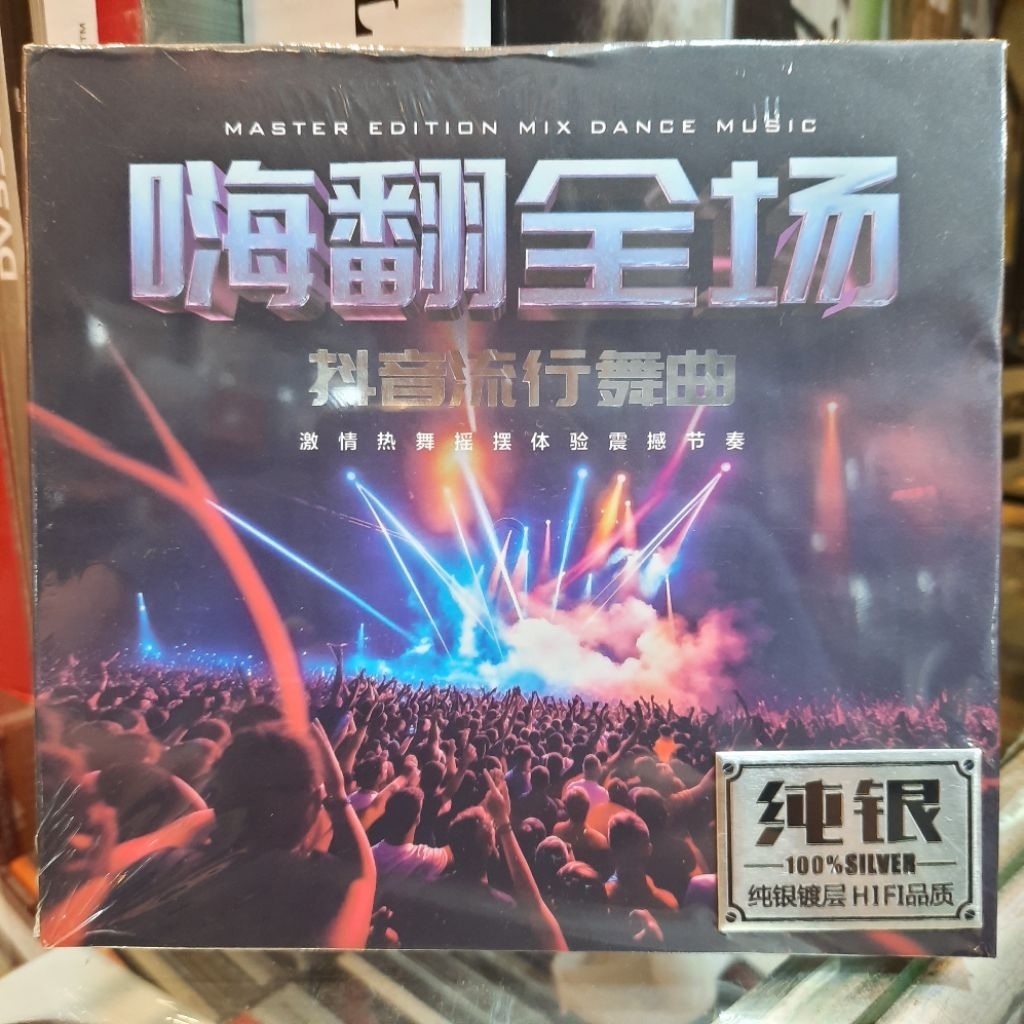 MASTER EDITION MIX DANCE MUSIC
嗨翻全场
抖音流行舞曲
激情热舞摇摆体验震撼节奏
纯银
100%SILVER
纯银镀层 HIFI品质